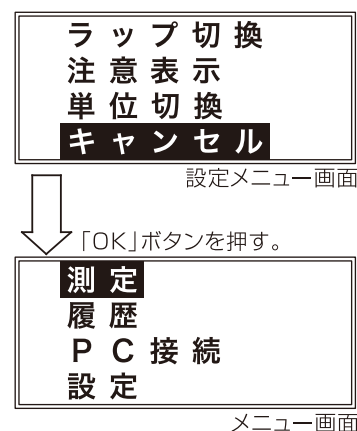 ラップ切換
注意表示
単位切換
キャンセル
設定メニュー画面
「OK」ボタンを押す。
測定
履歴
PC接続
設定
メニュー画面